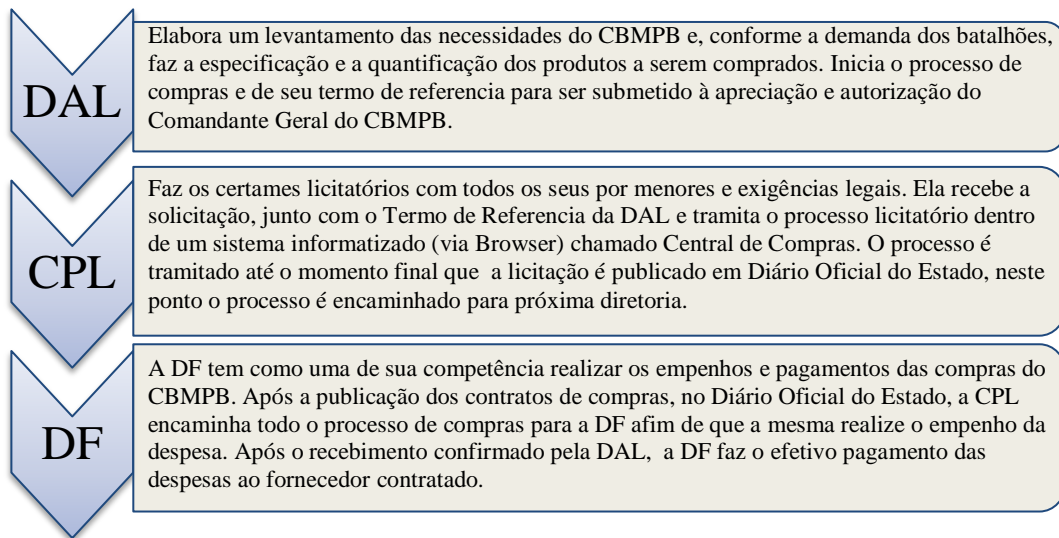 DAL
Elabora um levantamento das necessidades do CBMPB e, conforme a demanda dos batalhões,
faz a especificação e a quantificação dos produtos a serem comprados. Inicia o processo de
compras e de seu termo de referencia para ser submetido à apreciação e autorização do
Comandante Geral do CBMPB.
CPL
Faz os certames licitatórios com todos os seus por menores e exigências legais. Ela recebe a
solicitação, junto com o Termo de Referencia da DAL e tramita o processo licitatório dentro
de um sistema informatizado (via Browser) chamado Central de Compras. O processo é
tramitado até o momento final que a licitação é publicado em Diário Oficial do Estado, neste
ponto o processo é encaminhado para próxima diretoria.
DF
A DF tem como uma de sua competência realizar os empenhos e pagamentos das compras do
CBMPB. Após a publicação dos contratos de compras, no Diário Oficial do Estado, a CPL
encaminha todo o processo de compras para a DF afim de que a mesma realize o empenho da
despesa. Após o recebimento confirmado pela DAL, a DF faz o efetivo pagamento das
despesas ao fornecedor contratado.